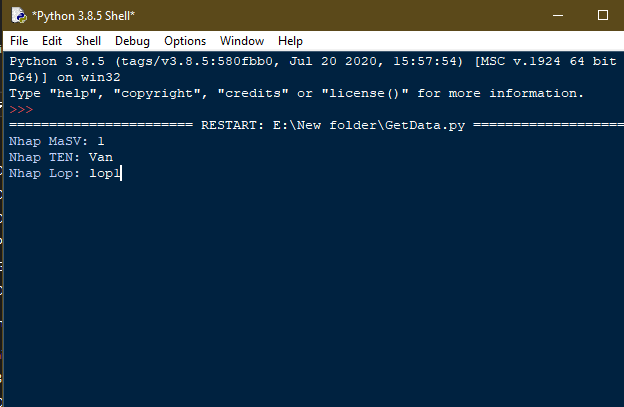 *Python 3.8.5 Shell*
File Edit Shell Debug Options Window Help
Python 3.8.5 (tags/v3.8.5:580fbb0, Jul 20 2020, 15:57:54) [MSC v.1924 64 bit
D64)] on win32
Type "help", "copyright", "credits" or "license()" for more information.
>>>
======================= RESTART: E:\New folder\GetData.py ===================
Nhap MaSV: 1
Nhap TEN: Van
Nhap Lop: lop1